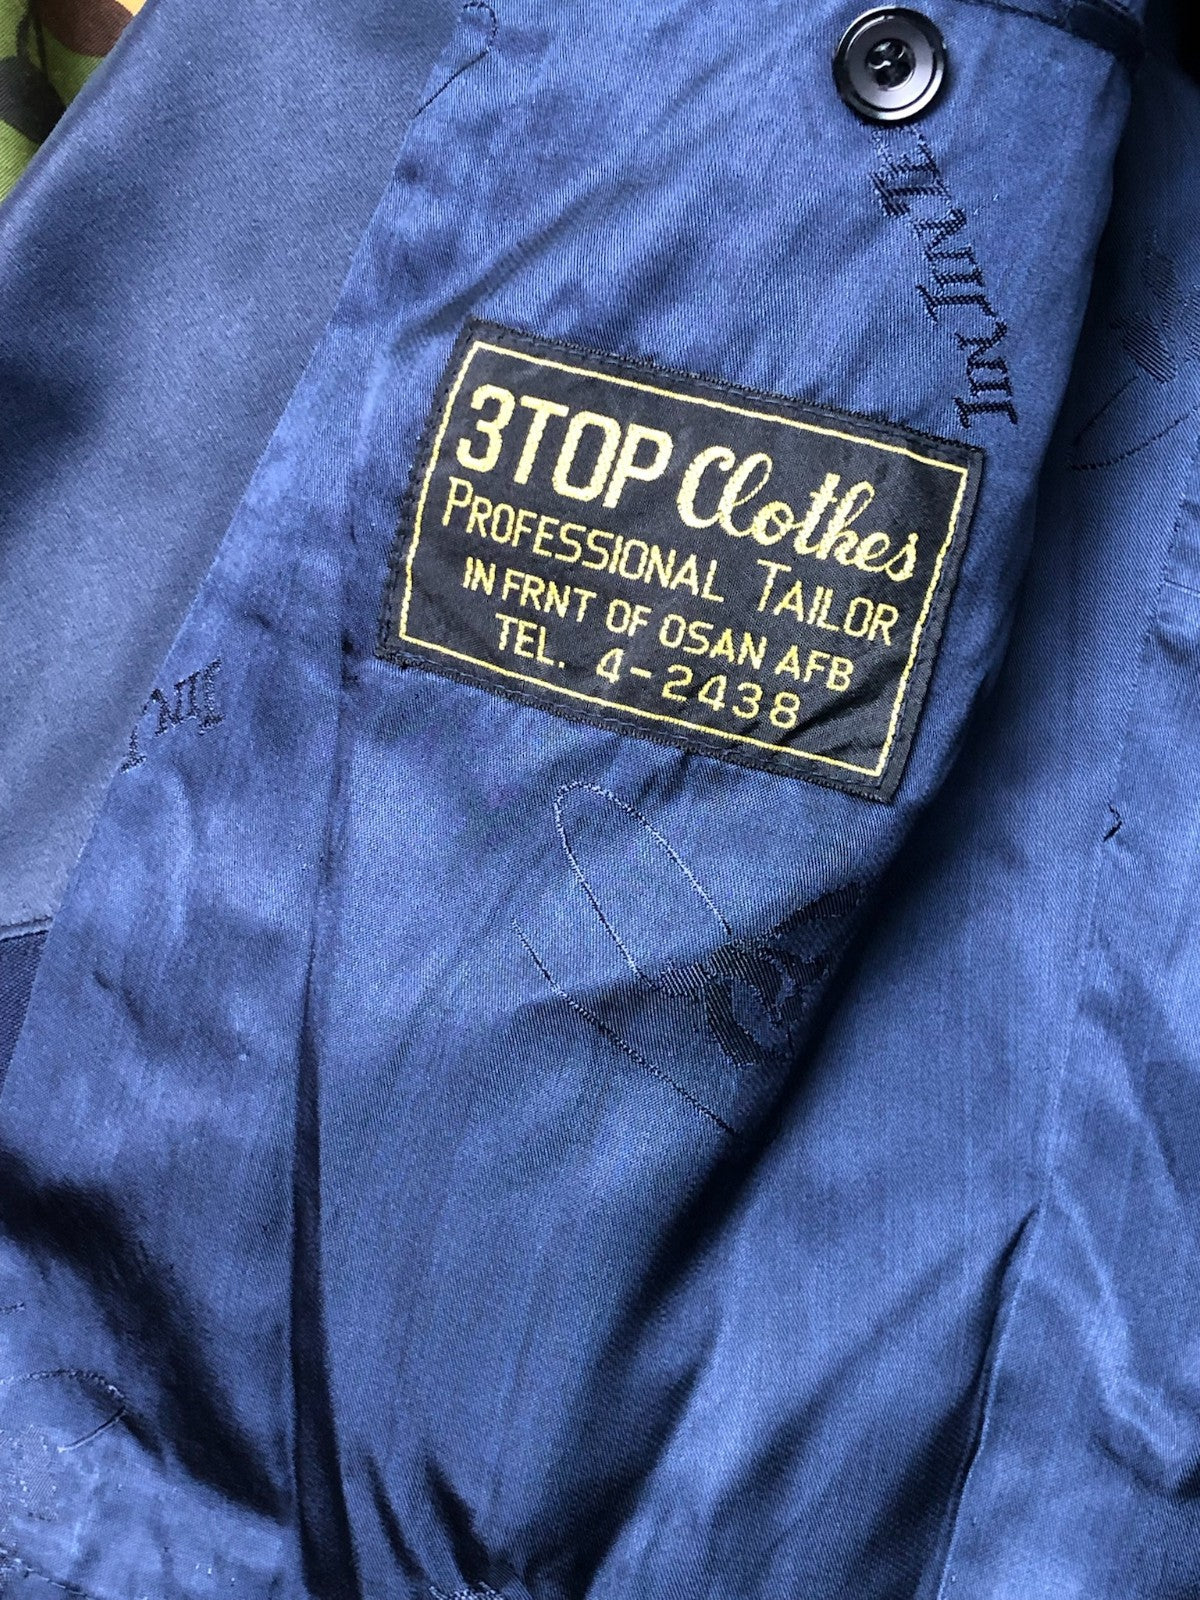 3TOP Clothes
PROFESSIONAL TAILOR
IN FRNT OF OSAN AFB
TEL. 4-2438